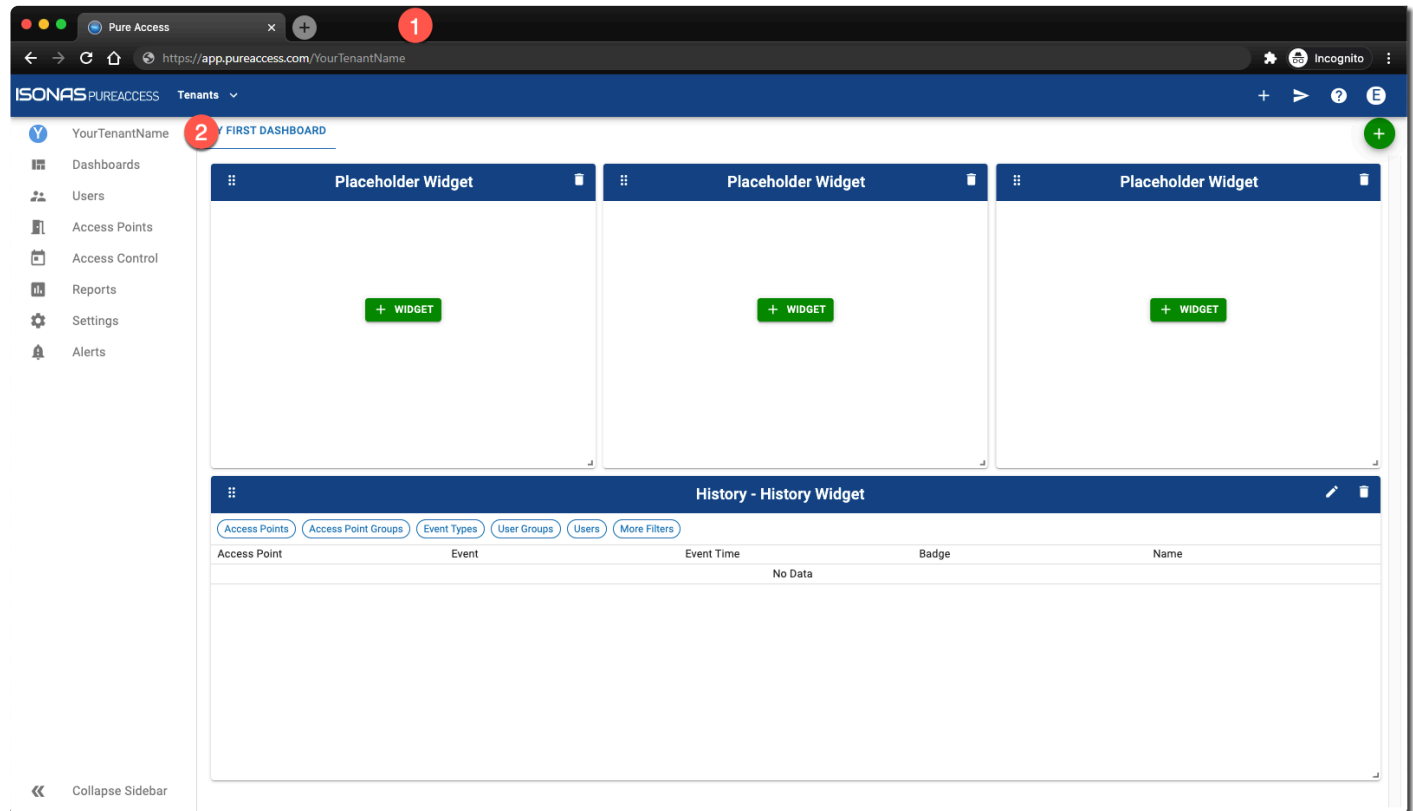 Pure Access
1
https://app.pureaccess.com/YourTenantName
Incognito
ISONAS PUREACCESS Tenants
E
Y YourTenantName
2
Y FIRST DASHBOARD
Dashboards
Users
Access Points
Access Control
Reports
Settings
Alerts
Placeholder Widget Placeholder Widget Placeholder Widget
+ WIDGET + WIDGET + WIDGET
History - History Widget
Access Points Access Point Groups Event Types User Groups Users More Filters
Access Point Event Event Time Badge Name
No Data
Collapse Sidebar